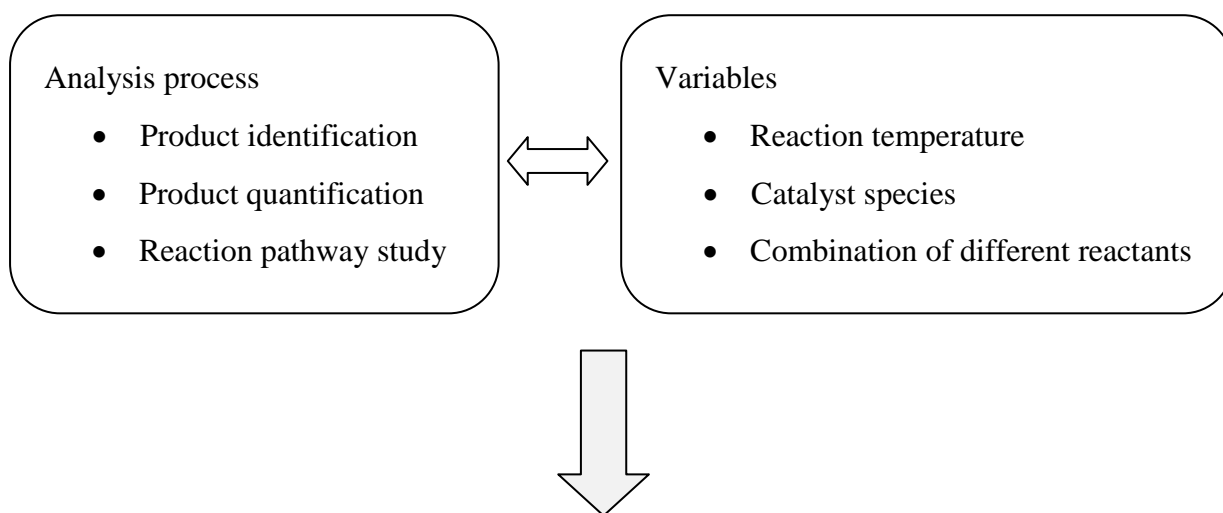 Analysis process
• Product identification
• Product quantification
• Reaction pathway study
Variables
• Reaction temperature
• Catalyst species
• Combination of different reactants